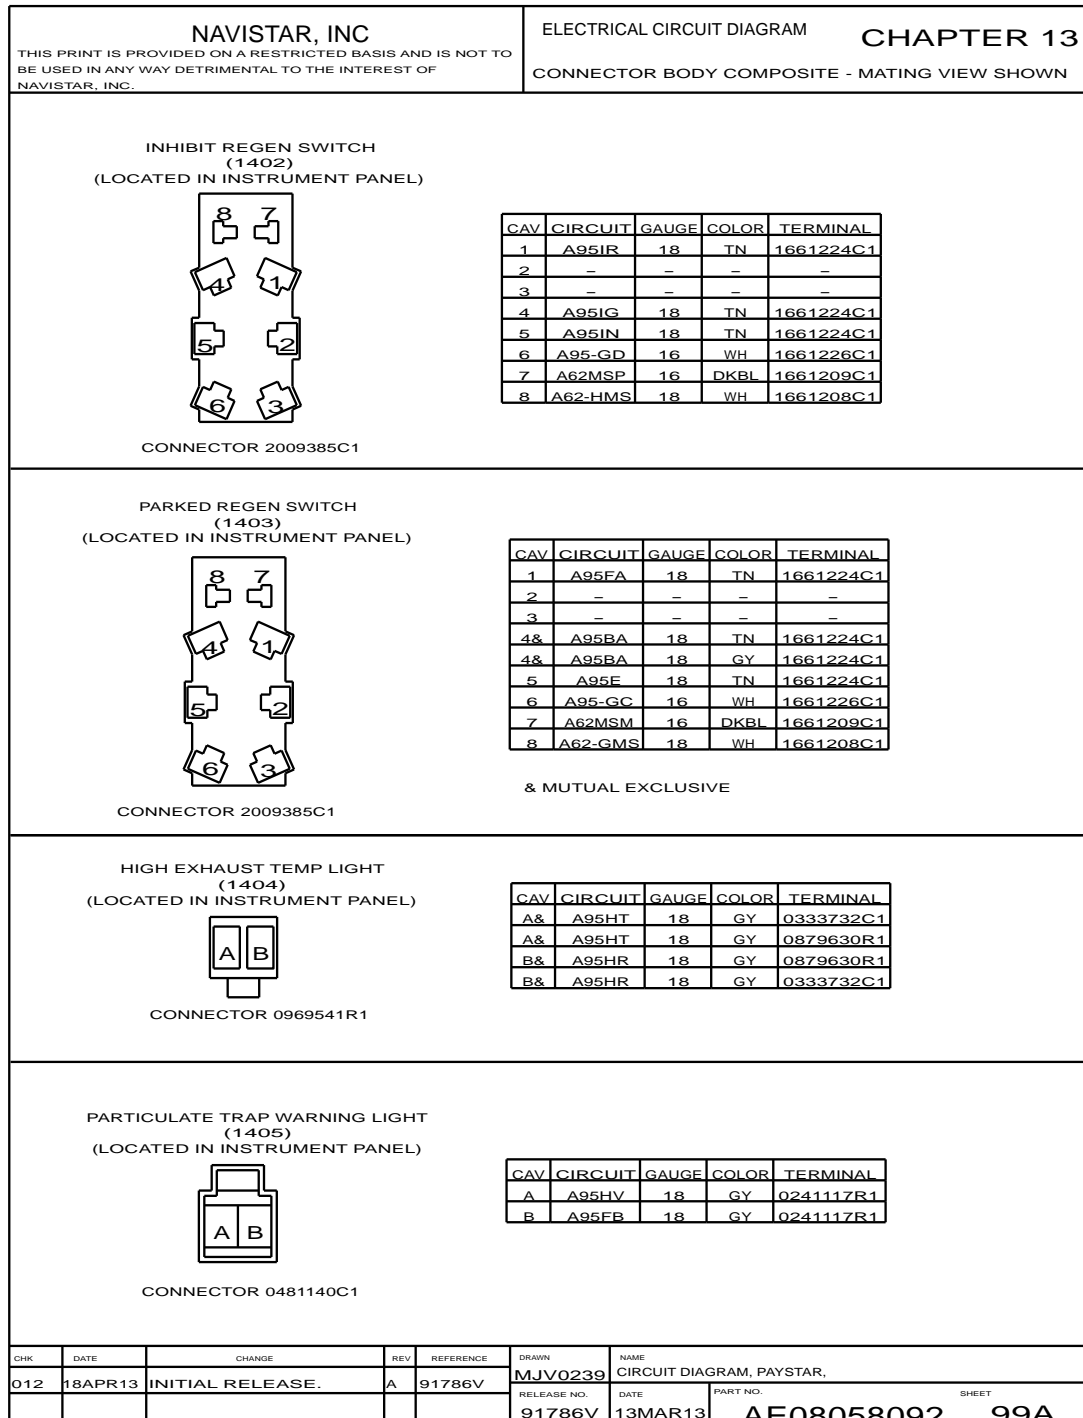 NAVISTAR, INC
THIS PRINT IS PROVIDED ON A RESTRICTED BASIS AND IS NOT TO
BE USED IN ANY WAY DETRIMENTAL TO THE INTEREST OF
NAVISTAR, INC.
ELECTRICAL CIRCUIT DIAGRAM
CHAPTER 13
CONNECTOR BODY COMPOSITE - MATING VIEW SHOWN
INHIBIT REGEN SWITCH
(1402)
(LOCATED IN INSTRUMENT PANEL)
8 7
4 1
5 2
6 3
CONNECTOR 2009385C1
CAV CIRCUIT GAUGE COLOR TERMINAL
1 A95IR 18 TN 1661224C1
2 – – – –
3 – – – –
4 A95IG 18 TN 1661224C1
5 A95IN 18 TN 1661224C1
6 A95-GD 16 WH 1661226C1
7 A62MSP 16 DKBL 1661209C1
8 A62-HMS 18 WH 1661208C1
PARKED REGEN SWITCH
(1403)
(LOCATED IN INSTRUMENT PANEL)
8 7
4 1
5 2
6 3
CONNECTOR 2009385C1
CAV CIRCUIT GAUGE COLOR TERMINAL
1 A95FA 18 TN 1661224C1
2 – – – –
3 – – – –
4& A95BA 18 TN 1661224C1
4& A95BA 18 GY 1661224C1
5 A95E 18 TN 1661224C1
6 A95-GC 16 WH 1661226C1
7 A62MSM 16 DKBL 1661209C1
8 A62-GMS 18 WH 1661208C1
& MUTUAL EXCLUSIVE
HIGH EXHAUST TEMP LIGHT
(1404)
(LOCATED IN INSTRUMENT PANEL)
A B
CONNECTOR 0969541R1
CAV CIRCUIT GAUGE COLOR TERMINAL
A& A95HT 18 GY 0333732C1
A& A95HT 18 GY 0879630R1
B& A95HR 18 GY 0879630R1
B& A95HR 18 GY 0333732C1
PARTICULATE TRAP WARNING LIGHT
(1405)
(LOCATED IN INSTRUMENT PANEL)
A B
CONNECTOR 0481140C1
CAV CIRCUIT GAUGE COLOR TERMINAL
A A95HV 18 GY 0241117R1
B A95FB 18 GY 0241117R1
CHK DATE CHANGE REV REFERENCE
012 18APR13 INITIAL RELEASE. A 91786V
DRAWN
MJV0239
NAME
CIRCUIT DIAGRAM, PAYSTAR,
RELEASE NO.
91786V
DATE
13MAR13
PART NO.
AE08058092
SHEET
99A